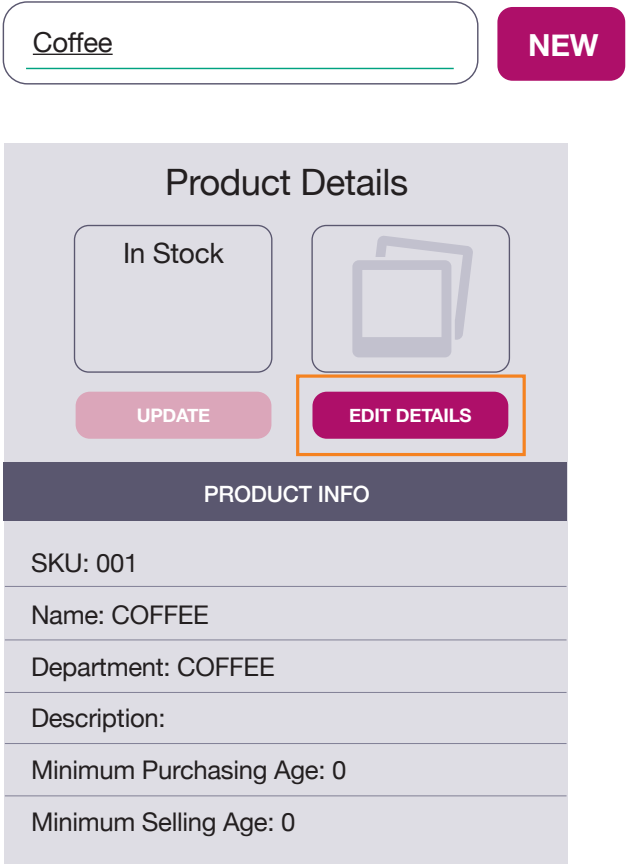 Coffee
NEW
Product Details
In Stock
UPDATE
EDIT DETAILS
PRODUCT INFO
SKU: 001
Name: COFFEE
Department: COFFEE
Description:
Minimum Purchasing Age: 0
Minimum Selling Age: 0